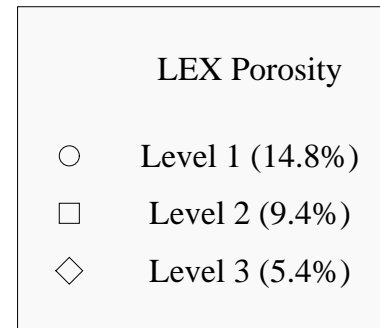 LEX Porosity
Level 1 (14.8%)
Level 2 (9.4%)
Level 3 (5.4%)